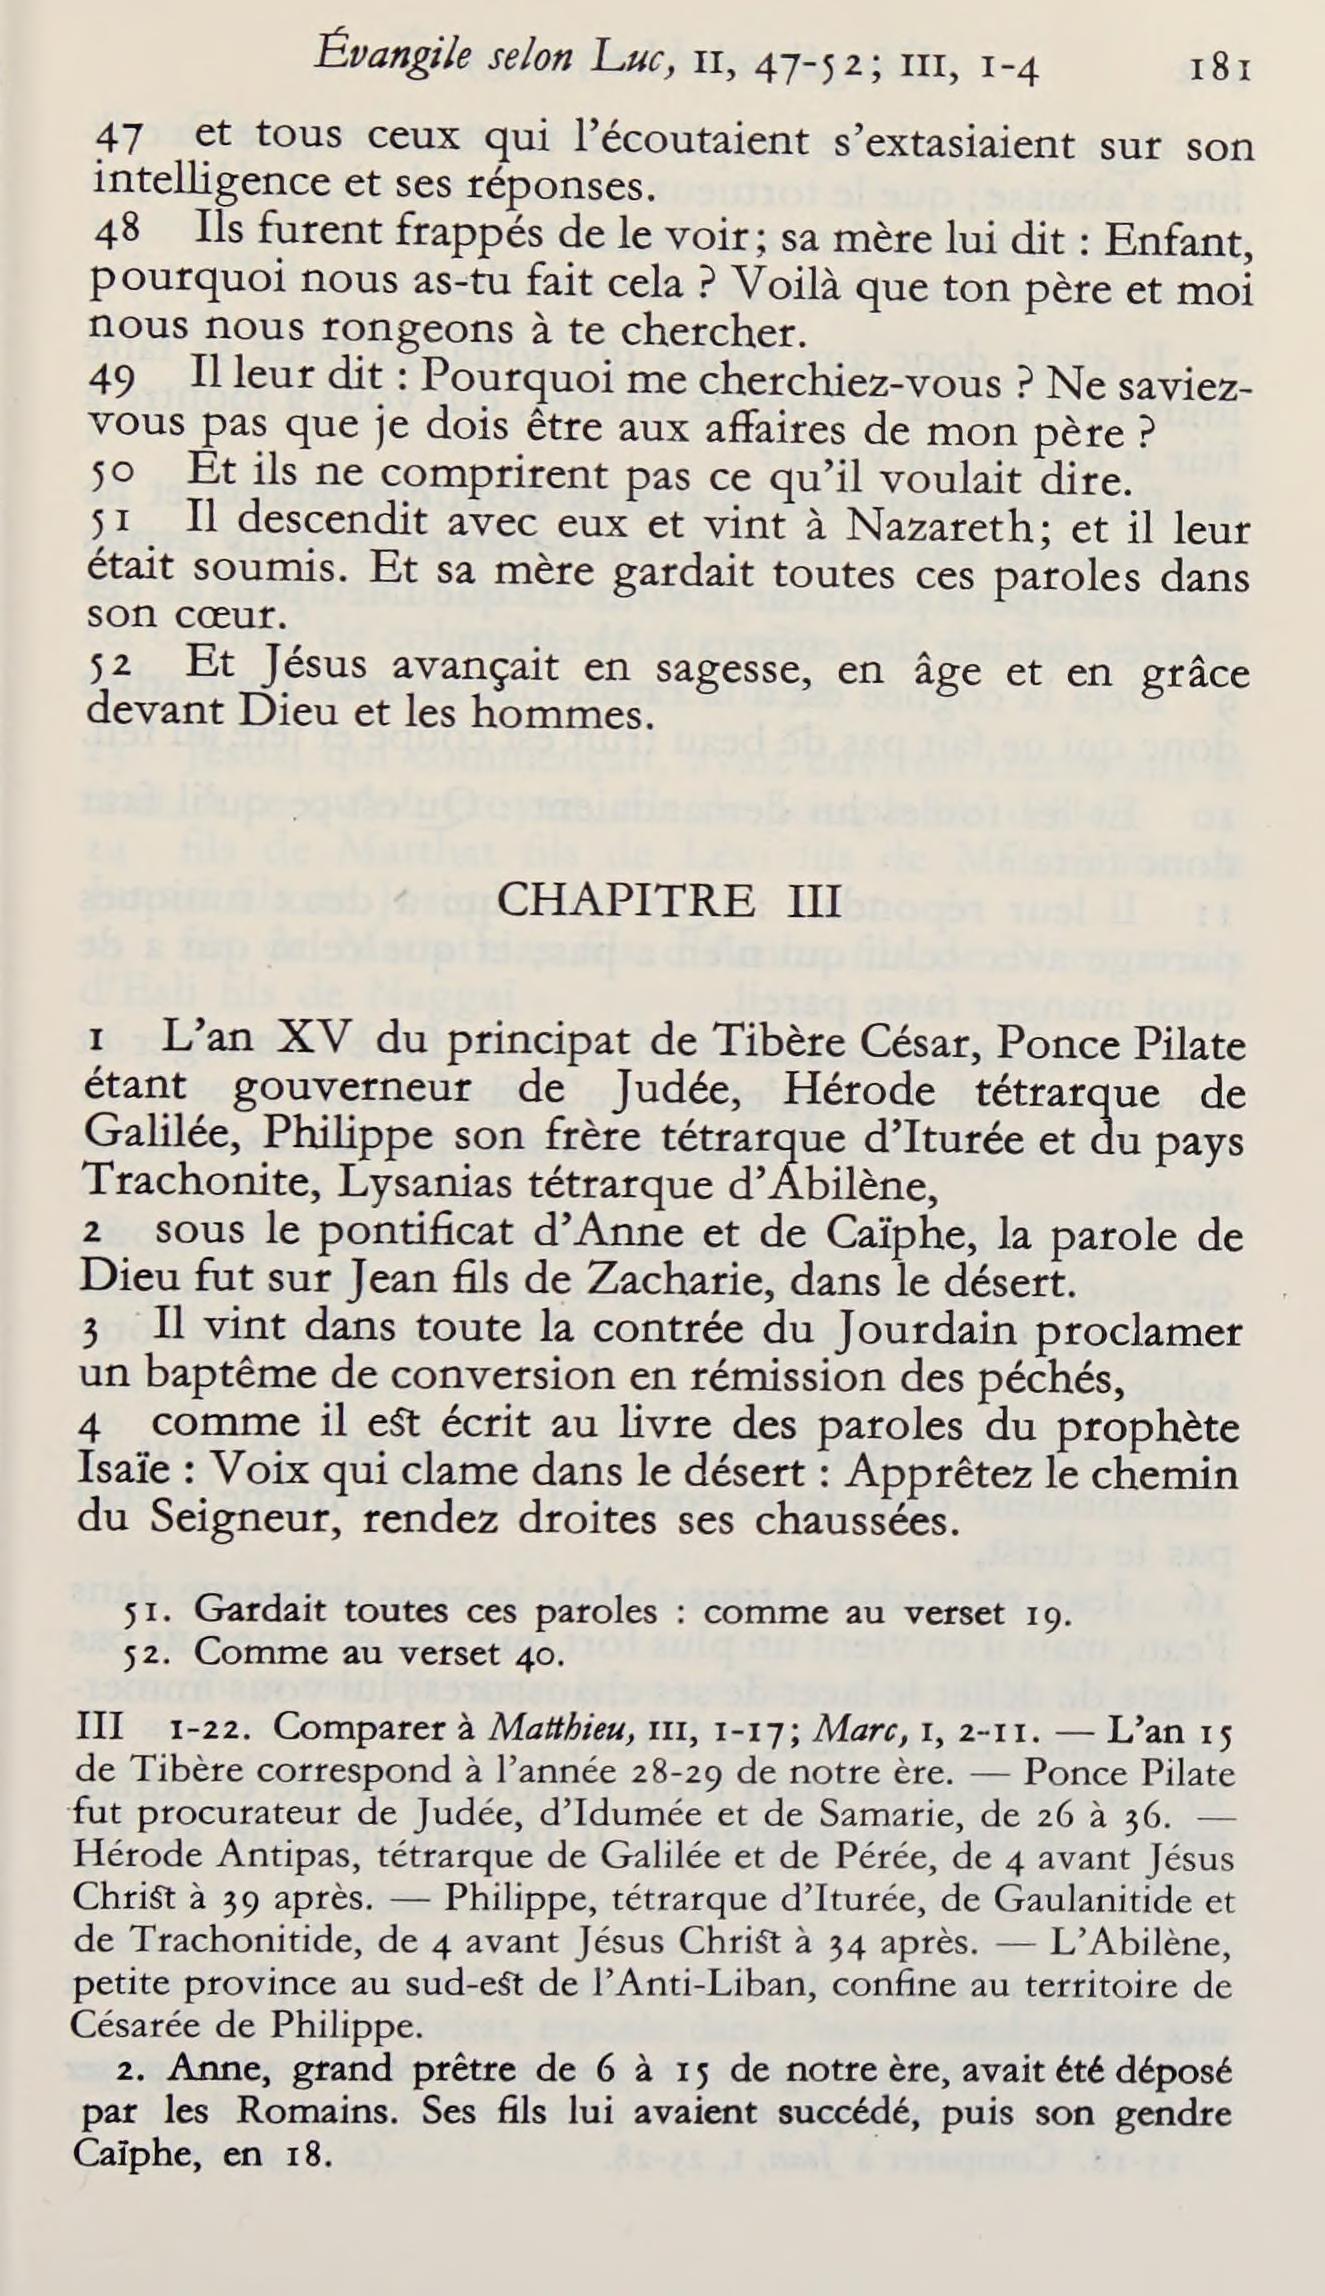 Évangile selon Luc, II, 47-52; III, 1-4 181
47 et tous ceux qui l’écoutaient s’extasiaient sur son
intelligence et ses réponses.
48 Ils furent frappés de le voir; sa mère lui dit : Enfant,
pourquoi nous as-tu fait cela ? Voilà que ton père et moi
nous nous rongeons à te chercher.
49 Il leur dit : Pourquoi me cherchiez-vous ? Ne saviez-
vous pas que je dois être aux affaires de mon père ?
50 Et ils ne comprirent pas ce qu’il voulait dire.
51 Il descendit avec eux et vint à Nazareth; et il leur
était soumis. Et sa mère gardait toutes ces paroles dans
son cœur.
52 Et Jésus avançait en sagesse, en âge et en grâce
devant Dieu et les hommes.
CHAPITRE III
1 L’an XV du principat de Tibère César, Ponce Pilate
étant gouverneur de Judée, Hérode tétrarque de
Galilée, Philippe son frère tétrarque d’Iturée et du pays
Trachonite, Lysanias tétrarque d’Abilène,
2 sous le pontificat d’Anne et de Caïphe, la parole de
Dieu fut sur Jean fils de Zacharie, dans le désert.
3 Il vint dans toute la contrée du Jourdain proclamer
un baptême de conversion en rémission des péchés,
4 comme il est écrit au livre des paroles du prophète
Isaïe : Voix qui clame dans le désert : Apprêtez le chemin
du Seigneur, rendez droites ses chaussées.
51. Gardait toutes ces paroles : comme au verset 19.
52. Comme au verset 40.
III 1-22. Comparer à Matthieu, III, 1-17; Marc, I, 2-11. — L’an 15
de Tibère correspond à l’année 28-29 de notre ère. — Ponce Pilate
fut procurateur de Judée, d’Idumée et de Samarie, de 26 à 36. —
Hérode Antipas, tétrarque de Galilée et de Pérée, de 4 avant Jésus
Christ à 39 après. — Philippe, tétrarque d’Iturée, de Gaulanitide et
de Trachonitide, de 4 avant Jésus Christ à 34 après. — L’Abilène,
petite province au sud-est de l’Anti-Liban, confine au territoire de
Césarée de Philippe.
2. Anne, grand prêtre de 6 à 15 de notre ère, avait été déposé
par les Romains. Ses fils lui avaient succédé, puis son gendre
Caïphe, en 18.